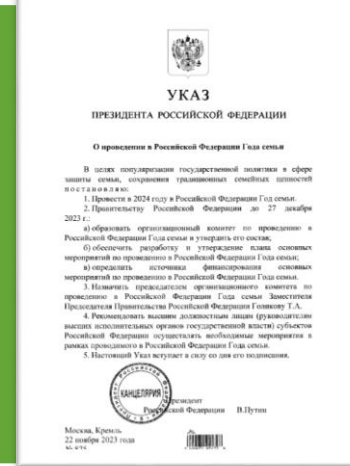 УКАЗ
ПРЕЗИДЕНТА РОССИЙСКОЙ ФЕДЕРАЦИИ
О проведении в Российской Федерации Года семьи
В целях популяризации государственной политики в сфере
защиты семьи, сохранения традиционных семейных ценностей
постановляю:
1. Провести в 2024 году в Российской Федерации Год семьи.
2. Правительству Российской Федерации до 27 декабря
2023 г.:
а) образовать организационный комитет по проведению в
Российской Федерации Года семьи и утвердить его состав;
б) обеспечить разработку и утверждение плана основных
мероприятий по проведению в Российской Федерации Года семьи;
в) определить источники финансирования основных
мероприятий по проведению в Российской Федерации Года семьи.
3. Назначить председателем организационного комитета по
проведению в Российской Федерации Года семьи Заместителя
Председателя Правительства Российской Федерации Голикову Т.А.
4. Рекомендовать высшим должностным лицам (руководителям
высших исполнительных органов государственной власти) субъектов
Российской Федерации осуществлять необходимые мероприятия в
рамках проводимого в Российской Федерации Года семьи.
5. Настоящий Указ вступает в силу со дня его подписания.
КАНЦЕЛЯРИЯ
Президент
Российской Федерации В.Путин
Москва, Кремль
22 ноября 2023 года